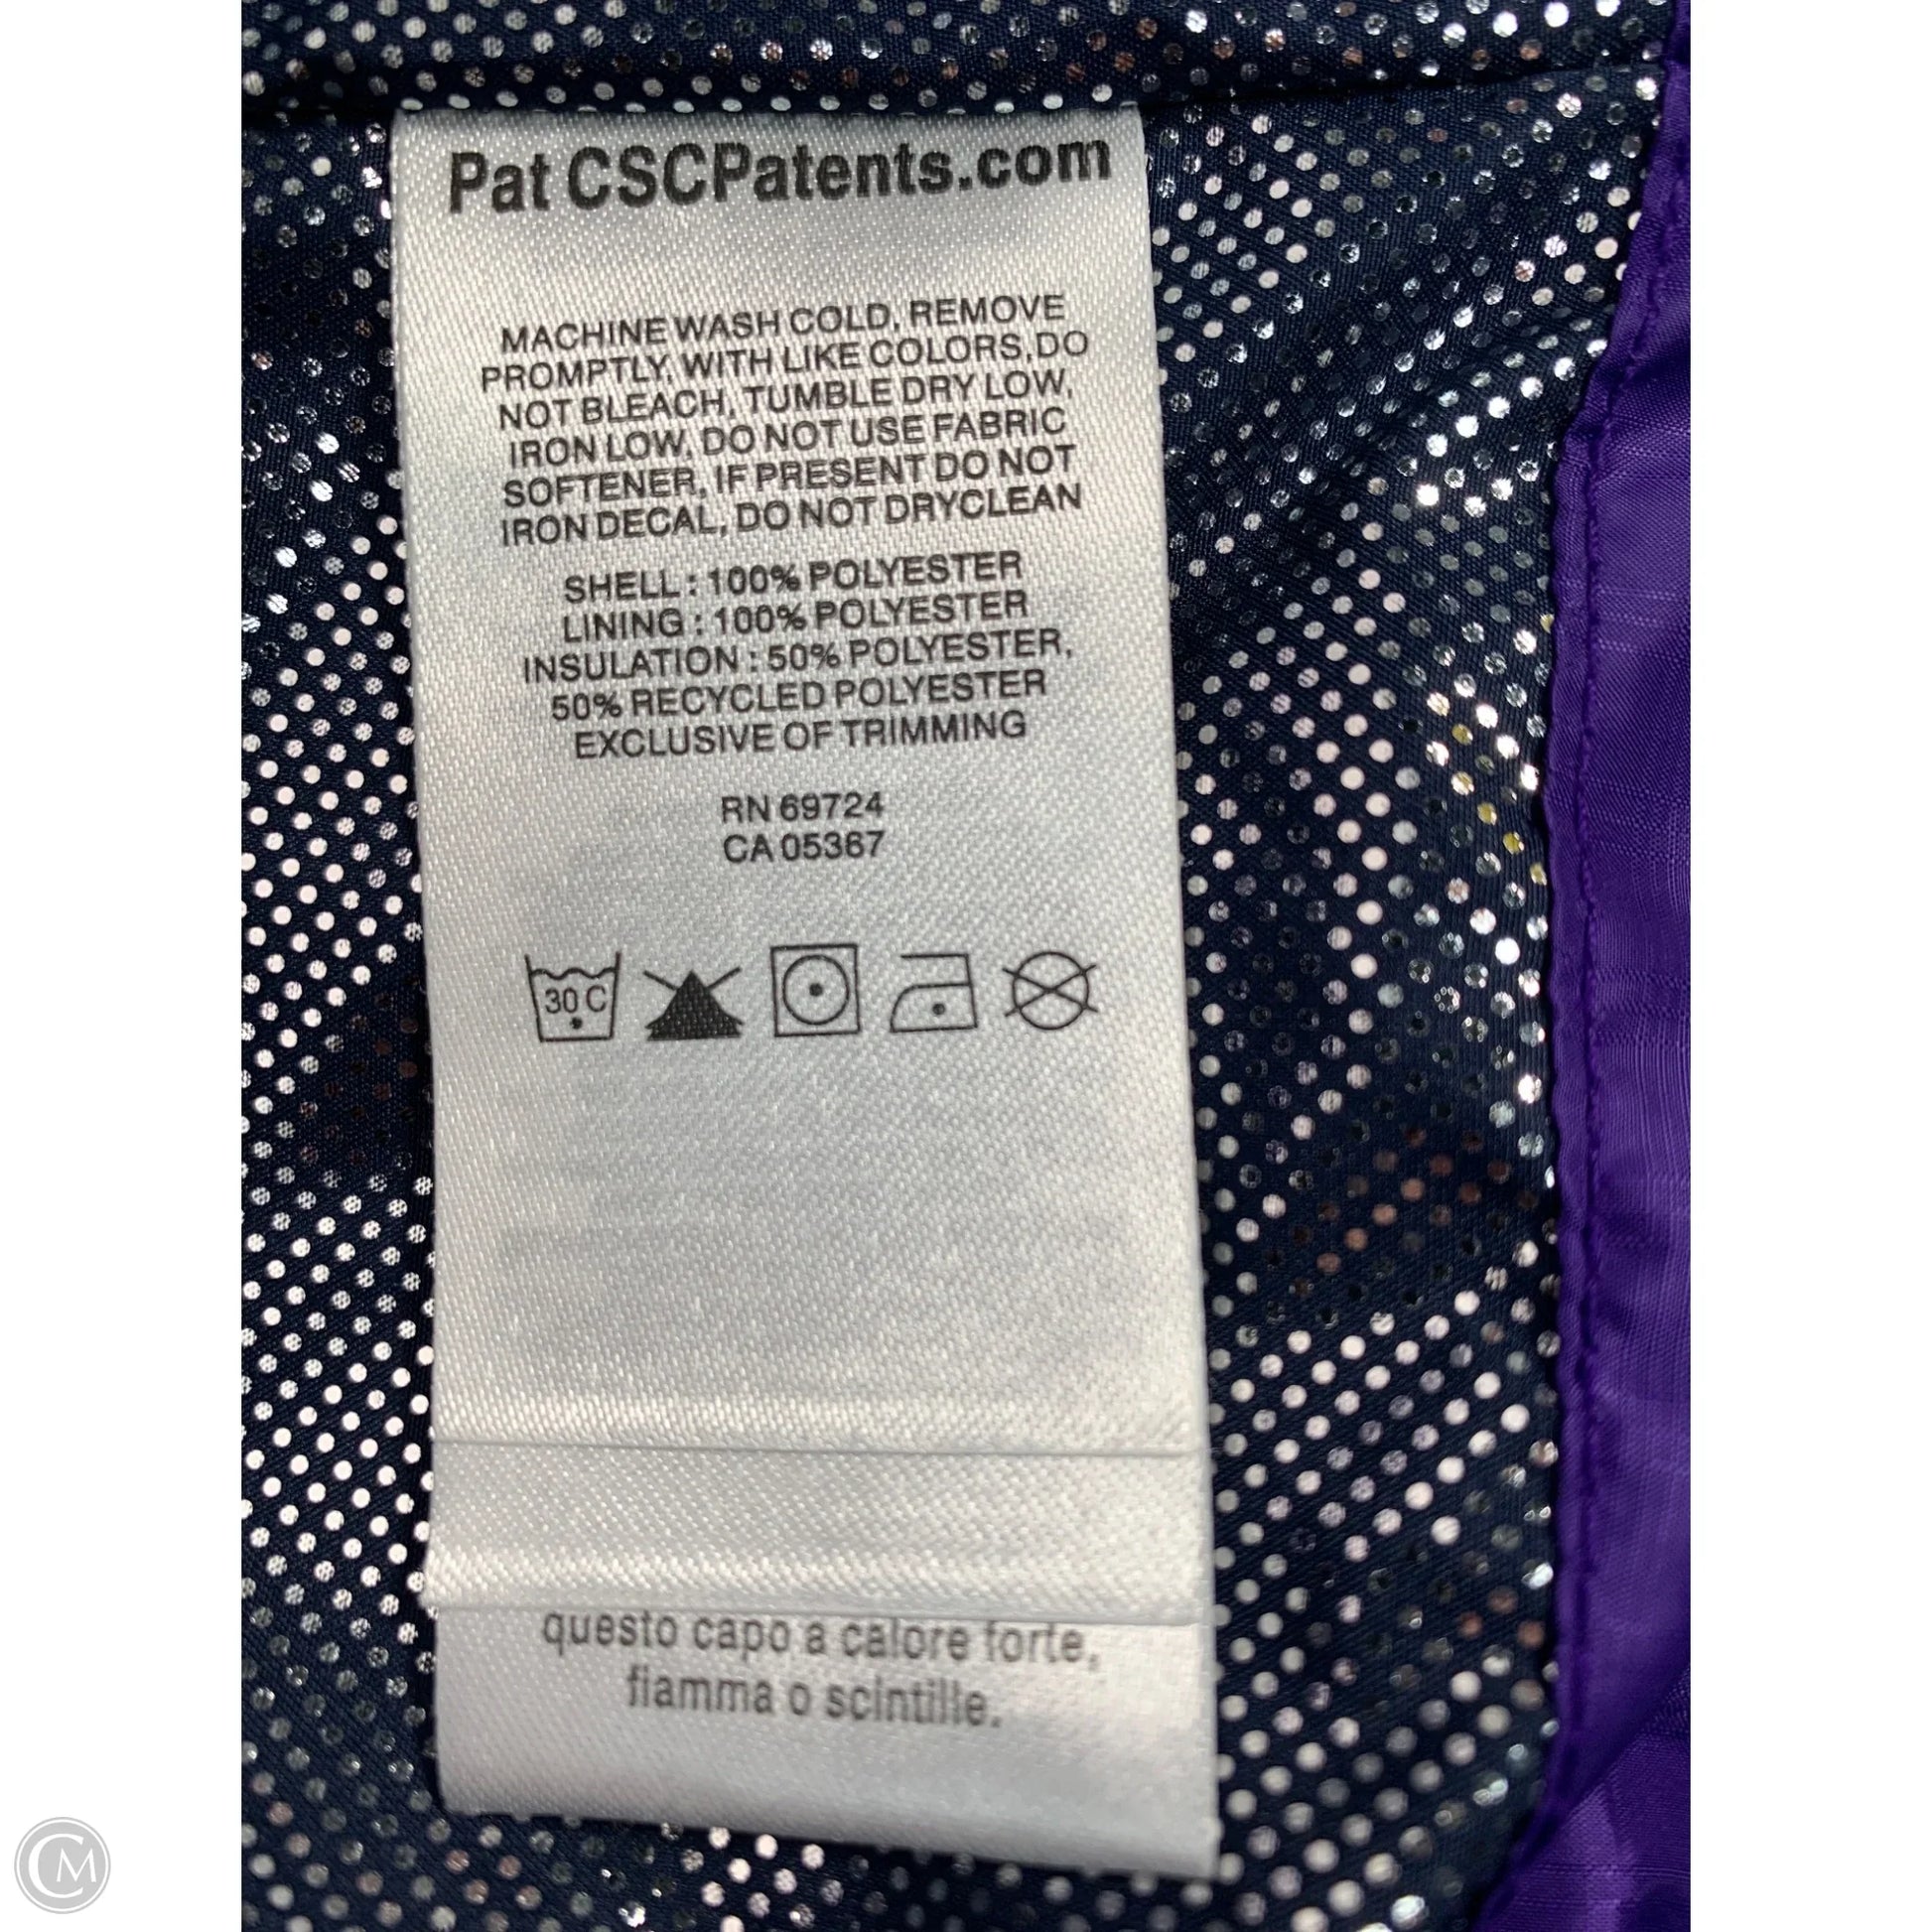 Pat CSCPatents.com
MACHINE WASH COLD, REMOVE
PROMPTLY, WITH LIKE COLORS, DO
NOT BLEACH, TUMBLE DRY LOW,
IRON LOW, DO NOT USE FABRIC
SOFTENER, IF PRESENT DO NOT
IRON DECAL, DO NOT DRYCLEAN
SHELL : 100% POLYESTER
LINING : 100% POLYESTER
INSULATION : 50% POLYESTER,
50% RECYCLED POLYESTER
EXCLUSIVE OF TRIMMING
RN 69724
CA 05367
30 C
questo capo a calore forte,
fiamma o scintille.
CM